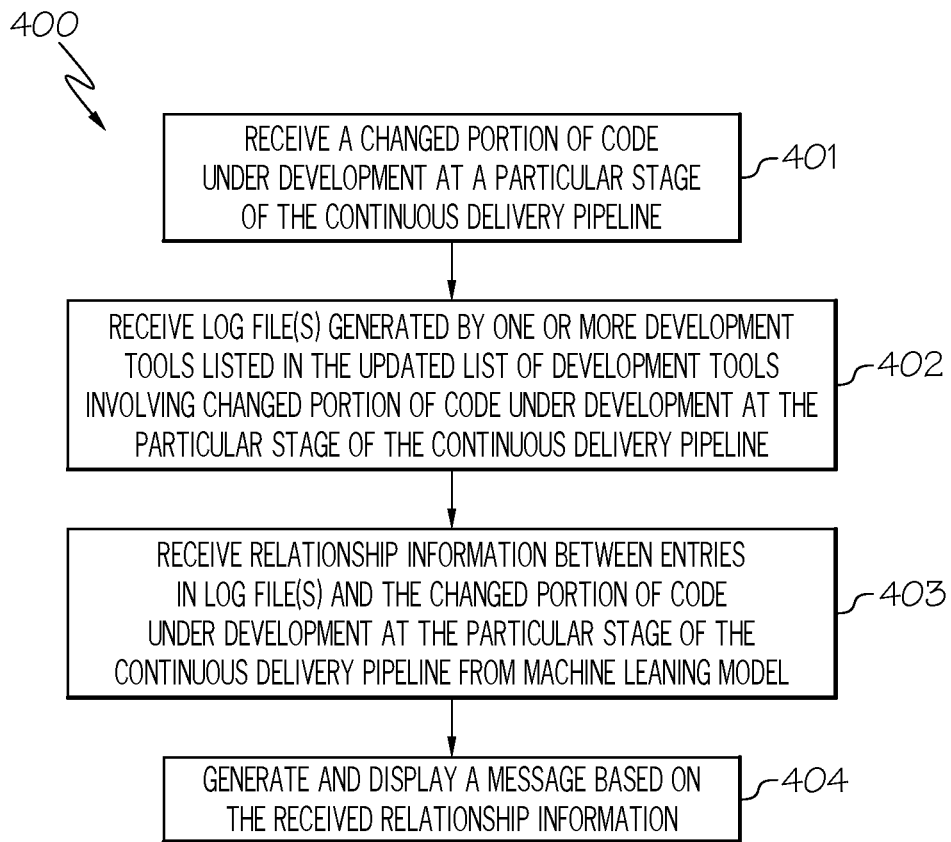 400
RECEIVE A CHANGED PORTION OF CODE
UNDER DEVELOPMENT AT A PARTICULAR STAGE
OF THE CONTINUOUS DELIVERY PIPELINE
401
RECEIVE LOG FILE(S) GENERATED BY ONE OR MORE DEVELOPMENT
TOOLS LISTED IN THE UPDATED LIST OF DEVELOPMENT TOOLS
INVOLVING CHANGED PORTION OF CODE UNDER DEVELOPMENT AT THE
PARTICULAR STAGE OF THE CONTINUOUS DELIVERY PIPELINE
402
RECEIVE RELATIONSHIP INFORMATION BETWEEN ENTRIES
IN LOG FILE(S) AND THE CHANGED PORTION OF CODE
UNDER DEVELOPMENT AT THE PARTICULAR STAGE OF THE
CONTINUOUS DELIVERY PIPELINE FROM MACHINE LEANING MODEL
403
GENERATE AND DISPLAY A MESSAGE BASED ON
THE RECEIVED RELATIONSHIP INFORMATION
404